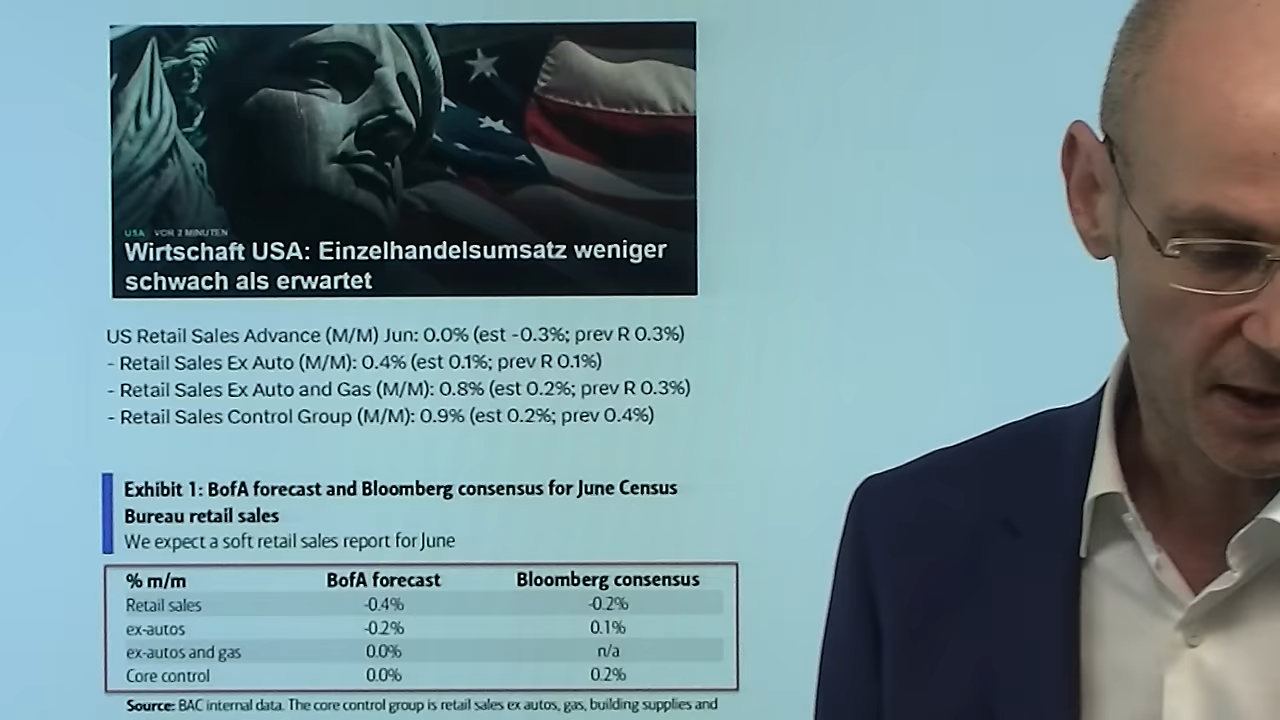 USA VOR 2 MINUTEN
Wirtschaft USA: Einzelhandelsumsatz weniger
schwach als erwartet
US Retail Sales Advance (M/M) Jun: 0.0% (est -0.3%; prev R 0.3%)
- Retail Sales Ex Auto (M/M): 0.4% (est 0.1%; prev R 0.1%)
- Retail Sales Ex Auto and Gas (M/M): 0.8% (est 0.2%; prev R 0.3%)
- Retail Sales Control Group (M/M): 0.9% (est 0.2%; prev 0.4%)
Exhibit 1: BofA forecast and Bloomberg consensus for June Census
Bureau retail sales
We expect a soft retail sales report for June
% m/m BofA forecast Bloomberg consensus
Retail sales -0.4% -0.2%
ex-autos -0.2% 0.1%
ex-autos and gas 0.0% n/a
Core control 0.0% 0.2%
Source: BAC internal data. The core control group is retail sales ex autos, gas, building supplies and